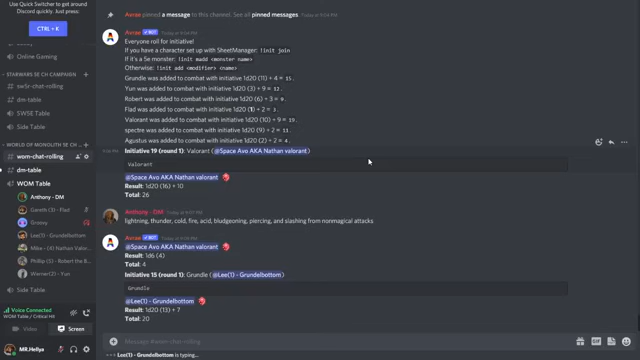 Use Quick Switcher to get around
Discord quickly. Just press:
CTRL + K
Online Gaming
STARWARS SE CH CAMPAIGN
swSr-chat-rolling
dm-table
SWSE Table
Side Table
WORLD OF MONOLITH SE CH
wom-chat-rolling
dm-table
WOM Table
Anthony - DM
Gareth (3) - Flad
Groovy
Lee(1) - Grundelbottom
Mike - (4) Nathan Valor...
Phillip (5) - Robert the B...
Werner(2) - Yun
Side Table
Voice Connected
WOM Table / Critical Hit
Video
Screen
MR.Hellyx
Avrae pinned a message to this channel. See all pinned messages.
Avrae BOT
Everyone roll for initiative!
If you have a character set up with SheetManager: !init join
If it's a 5e monster: !init madd <monster name>
Otherwise: !init add <modifier> <name>
Grundle was added to combat with initiative 1d20 (11) + 4 = 15.
Yun was added to combat with initiative 1d20 (3) + 9 = 12.
Robert was added to combat with initiative 1d20 (6) + 3 = 9.
Flad was added to combat with initiative 1d20 (1) + 2 = 3.
Valorant was added to combat with initiative 1d20 (10) + 9 = 19.
spectre was added to combat with initiative 1d20 (9) + 2 = 11.
Agustus was added to combat with initiative 1d20 (2) + 2 = 4.
Initiative 19 (round 1): Valorant (@Space Avo AKA Nathan valorant)
Valorant
@Space Avo AKA Nathan valorant
Result: 1d20 (16) + 10
Total: 26
Anthony - DM
lightning, thunder; cold, fire, acid, bludgeoning, piercing, and slashing from nonmagical attacks
Avrae BOT
@Space Avo AKA Nathan valorant
Result: 1d6 (4)
Total: 4
Initiative 15 (round 1): Grundle (@Lee(1) - Grundelbottom)
Grundle
@Lee(1) - Grundelbottom
Result: 1d20 (13) + 7
Total: 20
Message #wom-chat-rolling
GIF
Lee(1) - Grundelbottom is typing...